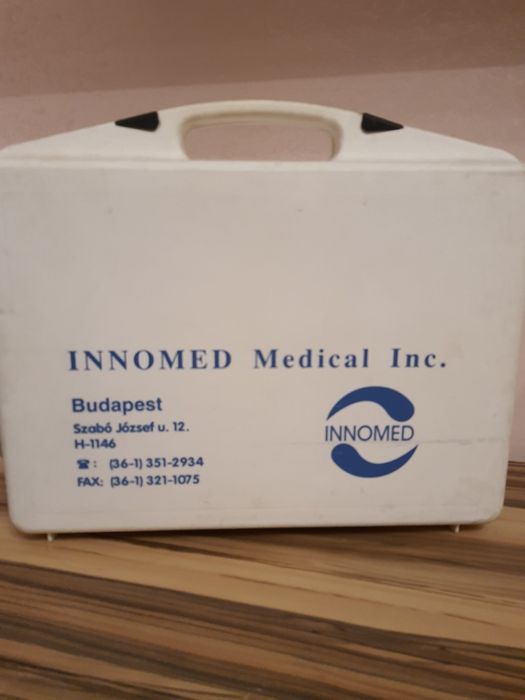 INNOMED Medical Inc.
Budapest
Szabó József u. 12.
H-1146
☎: (36-1) 351-2934
FAX: (36-1) 321-1075
INNOMED